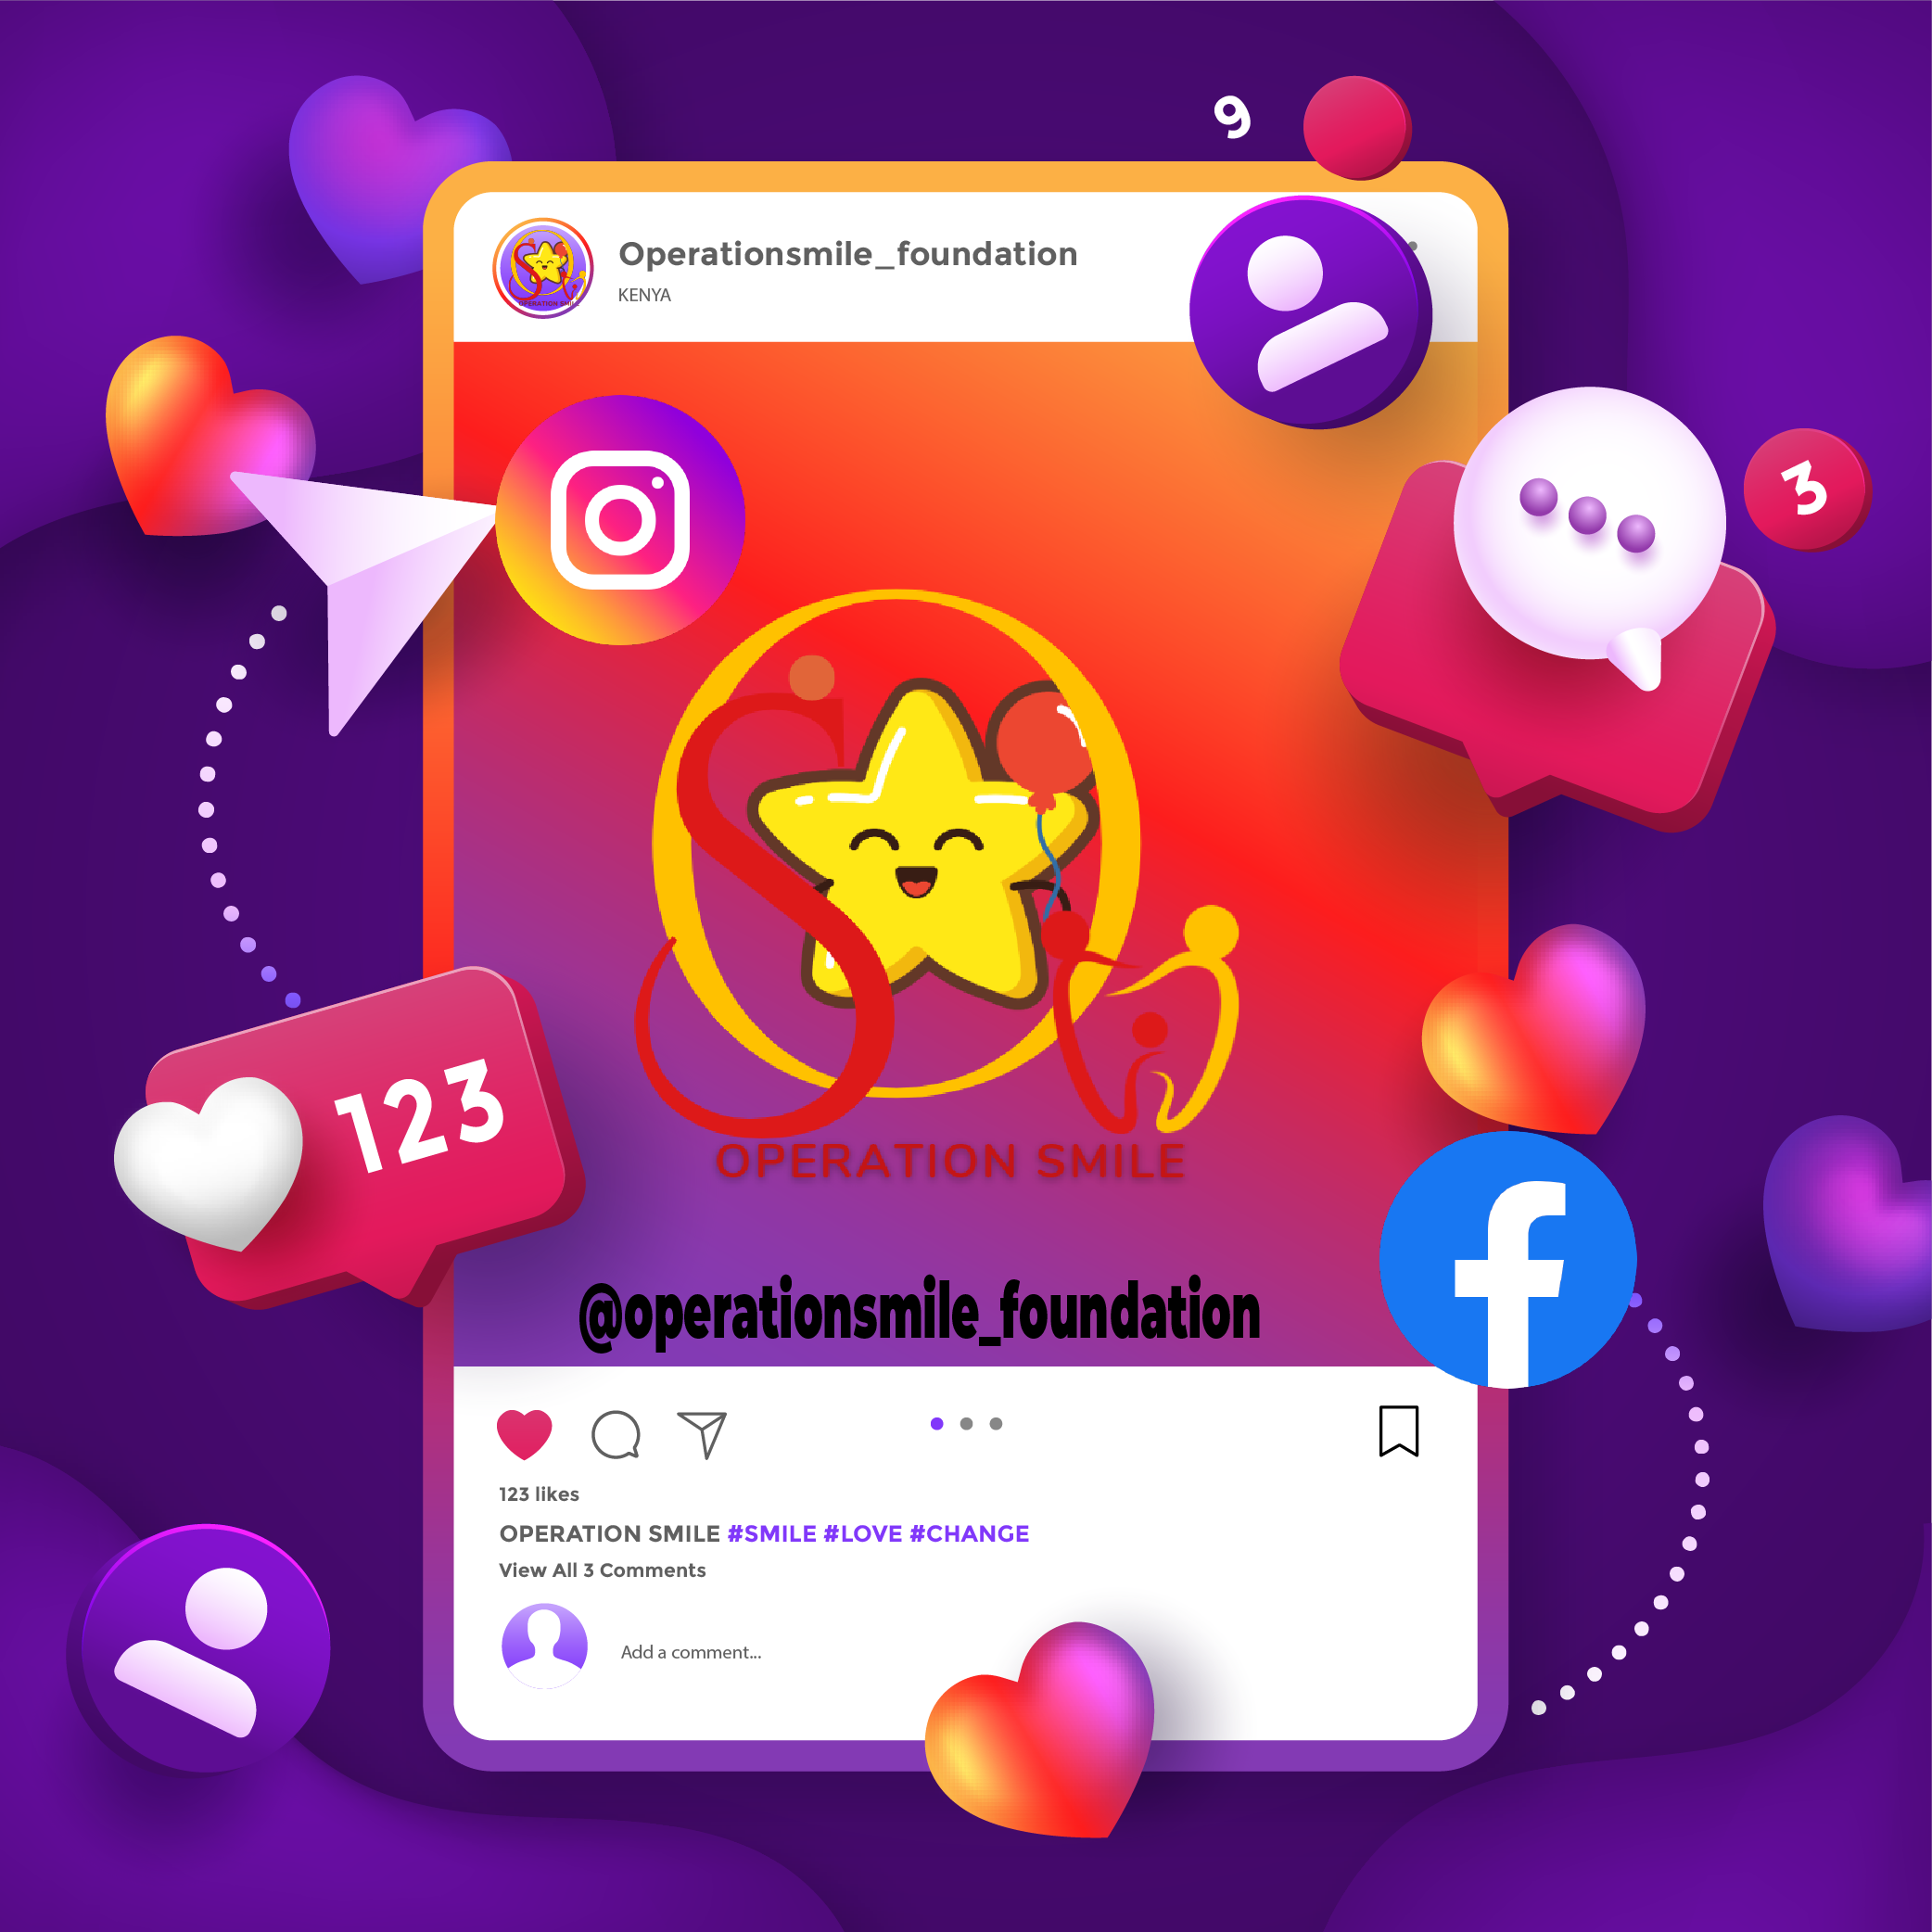 9
Operationsmile_foundation
KENYA
3
S
OPERATION SMILE
123
@operationsmile_foundation
123 likes
OPERATION SMILE #SMILE #LOVE #CHANGE
View All 3 Comments
Add a comment...